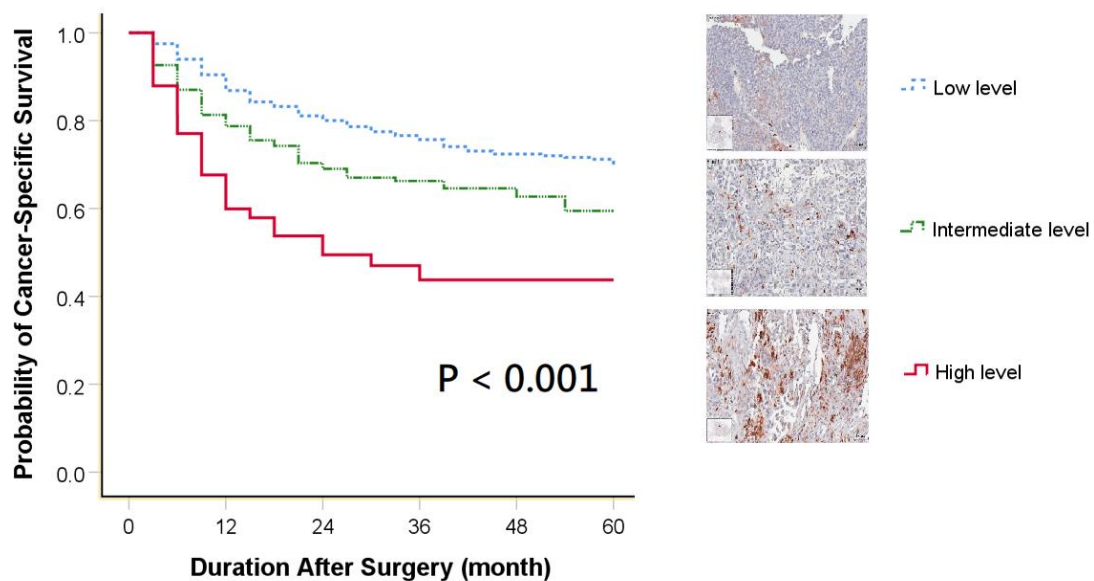 Probability of Cancer-Specific Survival
1.0
0.8
0.6
0.4
0.2
0.0
P < 0.001
0 12 24 36 48 60
Duration After Surgery (month)
Low level
Intermediate level
High level